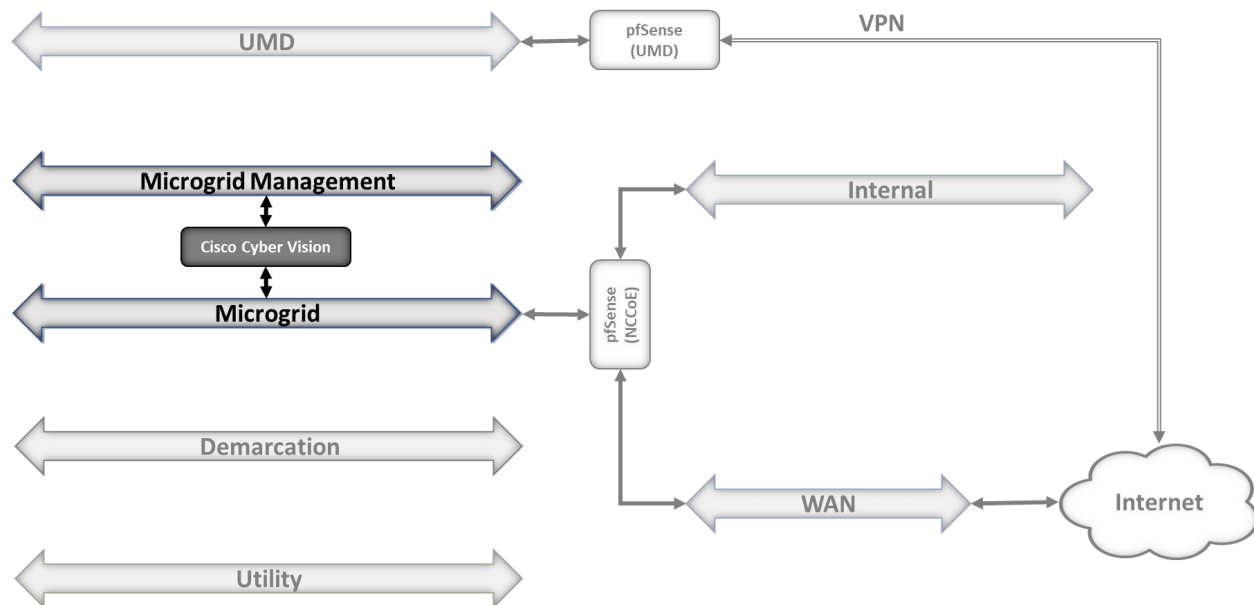 UMD
pfSense
(UMD)
VPN
Microgrid Management
Internal
Cisco Cyber Vision
Microgrid
pfSense
(NCCoE)
Demarcation
WAN
Internet
Utility